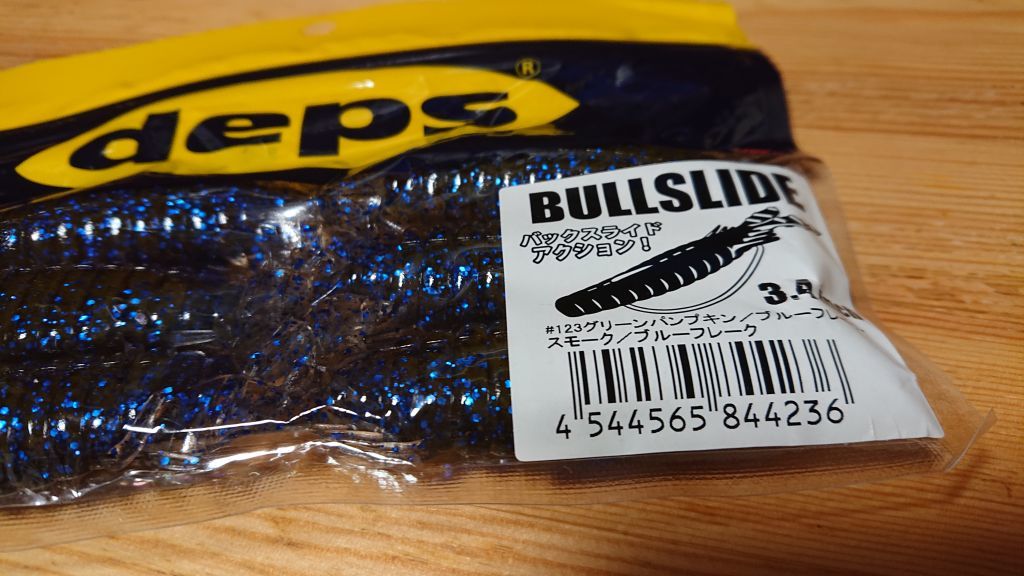 deps®
BULLSLIDE
バックスライド
アクション!
#123グリーンパンプキン/ブルーフレ
スモーク/ブルーフレーク
4 544565 844236